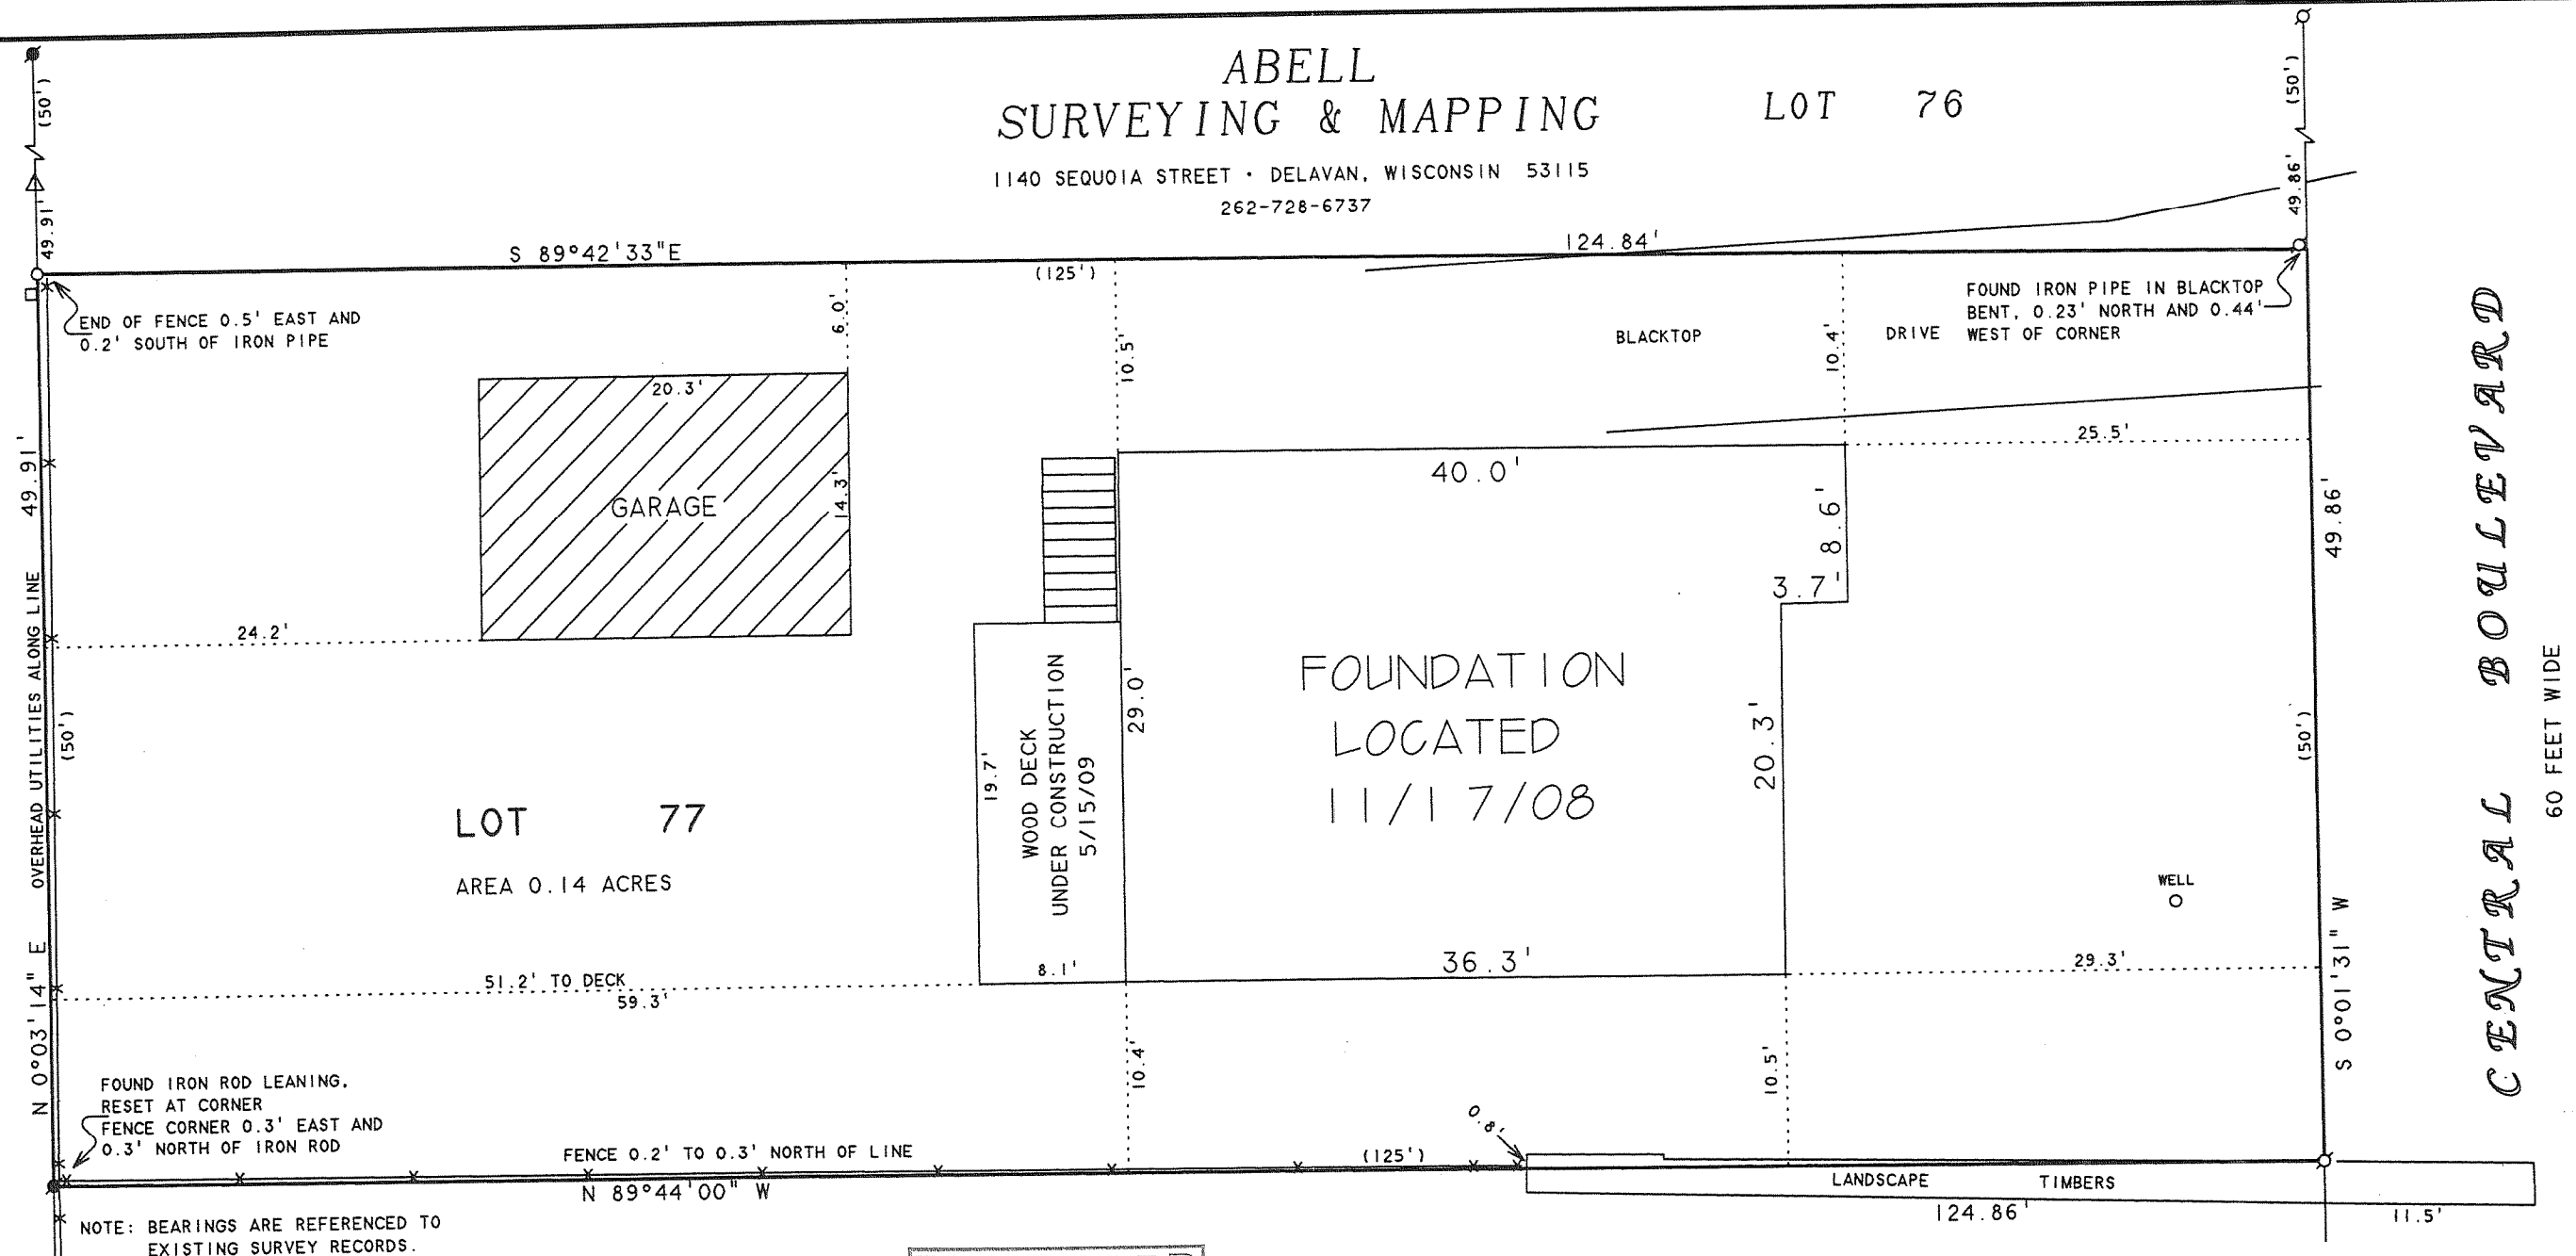 ABELL
SURVEYING & MAPPING
1140 SEQUOIA STREET • DELAVAN, WISCONSIN 53115
262-728-6737
LOT 76
(50')
49.91'
(50')
49.86'
S 89°42'33"E
124.84'
(125')
END OF FENCE 0.5' EAST AND
0.2' SOUTH OF IRON PIPE
6.0'
10.5'
BLACKTOP
10.4'
DRIVE
FOUND IRON PIPE IN BLACKTOP
BENT, 0.23' NORTH AND 0.44'
WEST OF CORNER
20.3'
GARAGE
14.3'
24.2'
40.0'
25.5'
8.6'
3.7'
49.91'
OVERHEAD UTILITIES ALONG LINE
(50')
N 0°03'14" E
LOT 77
AREA 0.14 ACRES
19.7'
WOOD DECK
UNDER CONSTRUCTION
5/15/09
29.0'
8.1'
FOUNDATION
LOCATED
11/17/08
20.3'
36.3'
WELL
29.3'
49.86'
(50')
S 0°01'31" W
CENTRAL BOULEVARD
60 FEET WIDE
51.2' TO DECK
59.3'
10.4'
10.5'
FOUND IRON ROD LEANING,
RESET AT CORNER
FENCE CORNER 0.3' EAST AND
0.3' NORTH OF IRON ROD
FENCE 0.2' TO 0.3' NORTH OF LINE
(125')
0.8'
N 89°44'00" W
LANDSCAPE TIMBERS
124.86'
11.5'
NOTE: BEARINGS ARE REFERENCED TO
EXISTING SURVEY RECORDS.